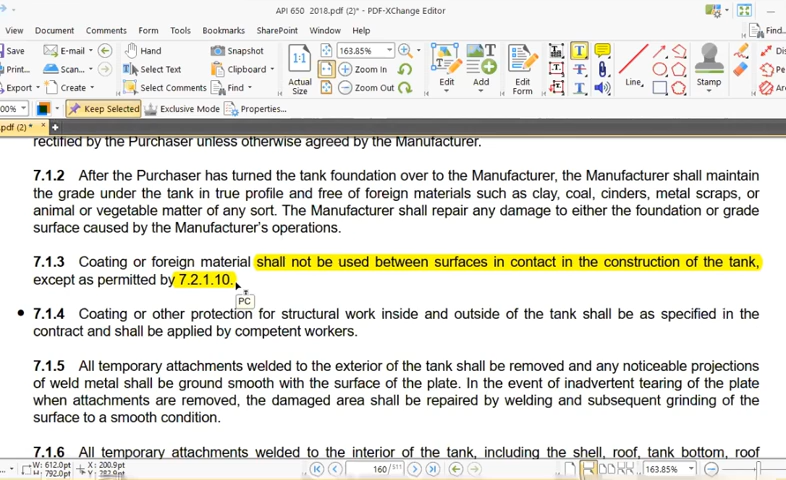 API 650 2018.pdf (2)* - PDF-XChange Editor
View Document Comments Form Tools Bookmarks SharePoint Window Help
Save E-mail Hand Snapshot Find
Print... Scan... Select Text Clipboard Actual Size Zoom In Edit Add Edit Form Line Stamp
Export Create Select Comments Find Zoom Out
00% Keep Selected Exclusive Mode Properties...
.pdf (2) *
rectified by the Purchaser unless otherwise agreed by the Manufacturer.
7.1.2 After the Purchaser has turned the tank foundation over to the Manufacturer, the Manufacturer shall maintain
the grade under the tank in true profile and free of foreign materials such as clay, coal, cinders, metal scraps, or
animal or vegetable matter of any sort. The Manufacturer shall repair any damage to either the foundation or grade
surface caused by the Manufacturer's operations.
7.1.3 Coating or foreign material shall not be used between surfaces in contact in the construction of the tank,
except as permitted by 7.2.1.10.
PC
• 7.1.4 Coating or other protection for structural work inside and outside of the tank shall be as specified in the
contract and shall be applied by competent workers.
7.1.5 All temporary attachments welded to the exterior of the tank shall be removed and any noticeable projections
of weld metal shall be ground smooth with the surface of the plate. In the event of inadvertent tearing of the plate
when attachments are removed, the damaged area shall be repaired by welding and subsequent grinding of the
surface to a smooth condition.
7.1.6 All temporary attachments welded to the interior of the tank, including the shell, roof, tank bottom, roof
W: 612.0pt X: 200.9pt
H: 792.0pt Y: 282.9pt
160 / 511 163.85%